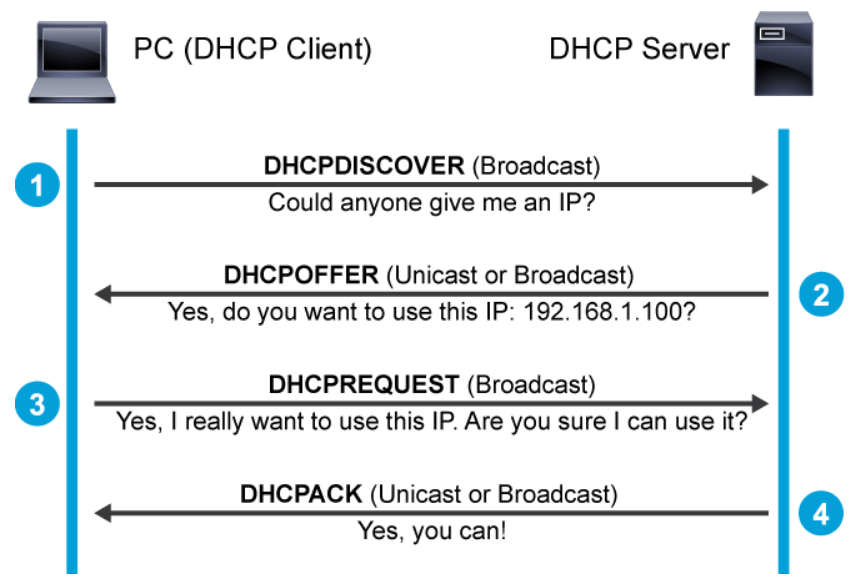 PC (DHCP Client)
DHCP Server
1
DHCPDISCOVER (Broadcast)
Could anyone give me an IP?
DHCPOFFER (Unicast or Broadcast)
2
Yes, do you want to use this IP: 192.168.1.100?
DHCPREQUEST (Broadcast)
3
Yes, I really want to use this IP. Are you sure I can use it?
DHCPACK (Unicast or Broadcast)
4
Yes, you can!